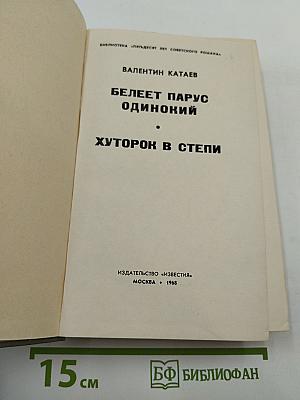 БИБЛИОТЕКА «ПЯТЬДЕСЯТ ЛЕТ СОВЕТСКОГО РОМАНА»
ВАЛЕНТИН КАТАЕВ
БЕЛЕЕТ ПАРУС
ОДИНОКИЙ
•
ХУТОРОК В СТЕПИ
ИЗДАТЕЛЬСТВО «ИЗВЕСТИЯ»
МОСКВА • 1968
15 см
БФ БИБЛИОФАН